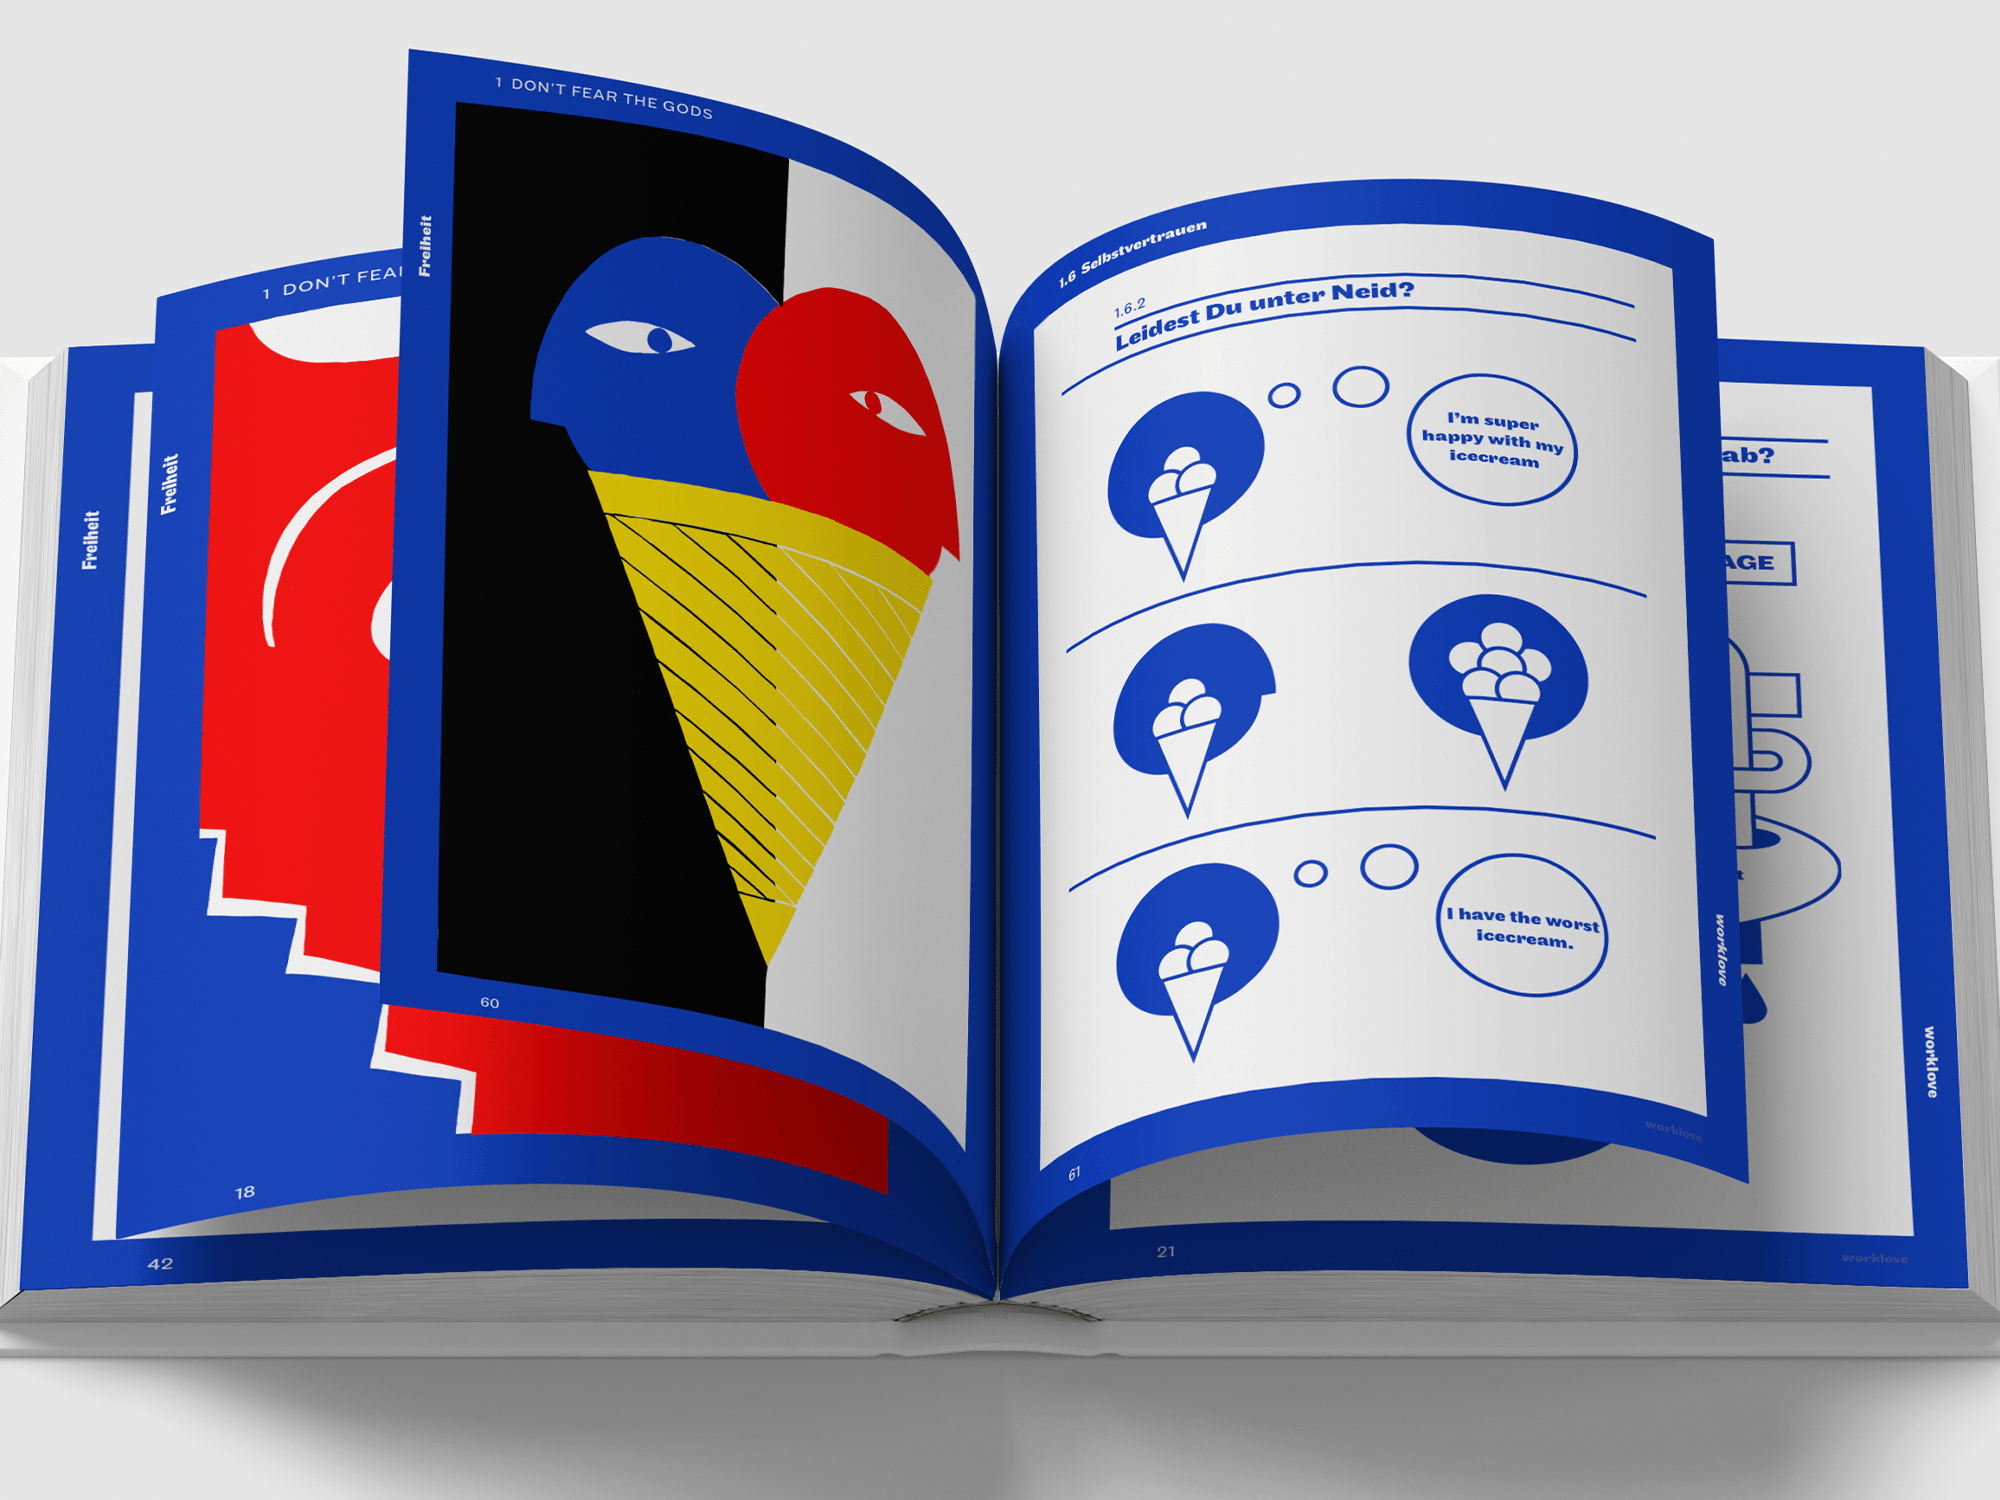 Freiheit
42
1 DON'T FEAR
Freiheit
18
1 DON'T FEAR THE GODS
Freiheit
60
1.6 Selbstvertrauen
1.6.2
Leidest Du unter Neid?
I'm super
happy with my
icecream
I have the worst
icecream.
worklove
worklove
61
ab?
AGE
t
worklove
21
worklove